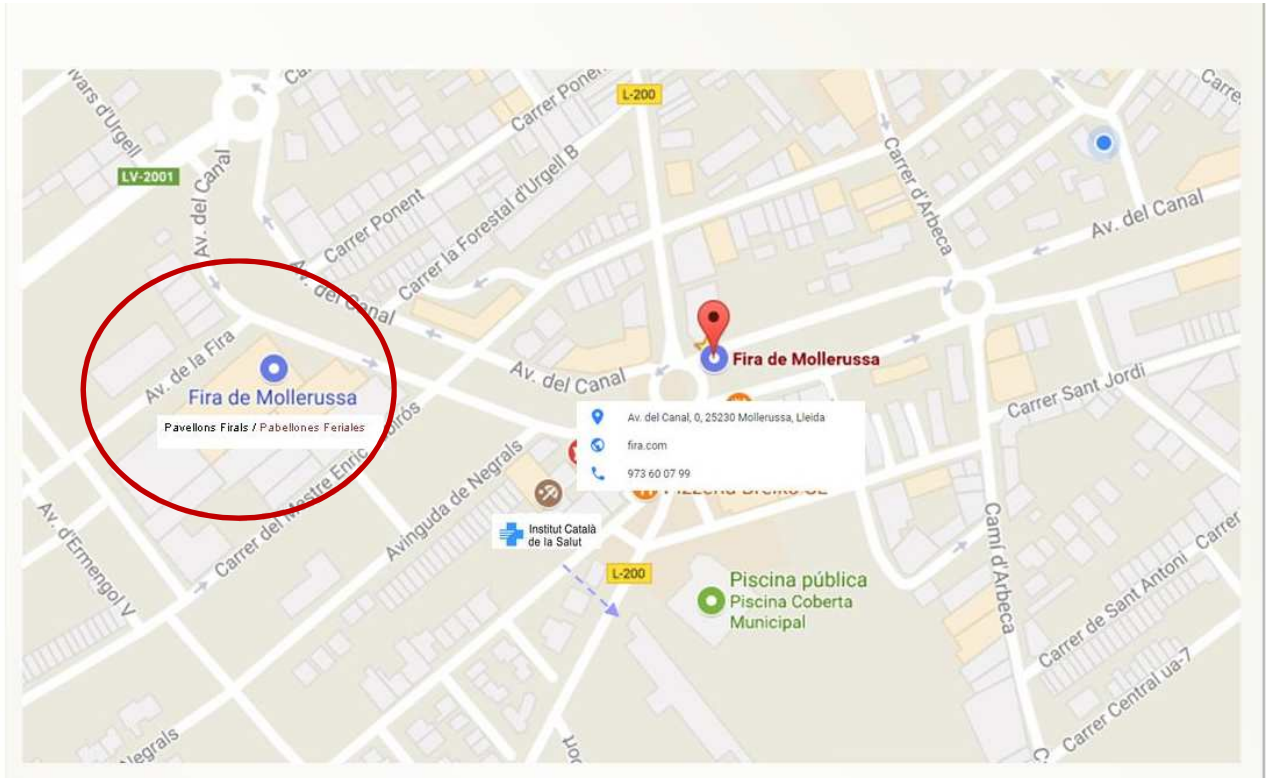 L-200
Carrer Ponent
Carre
LV-2001
Av. del Canal
Carrer d'Arbeca
Carrer Ponent
Carrer la Forestal d'Urgell B
Av. del Canal
Av. del Canal
Av. de la Fira
Fira de Mollerussa
Pavellons Firals / Pabellones Feriales
Av. del Canal
Fira de Mollerussa
Carrer Sant Jordi
Av. del Canal, 0, 25230 Mollerussa, Lleida
fira.com
973 60 07 99
Carrer del Mestre Enric
Avinguda de Negrals
Av. d'Ermengol V
Institut Català
de la Salut
L-200
Piscina pública
Piscina Coberta
Municipal
Camí d'Arbeca
Carrer de Sant Antoni
Carrer
Carrer Central ua-7
Negrals